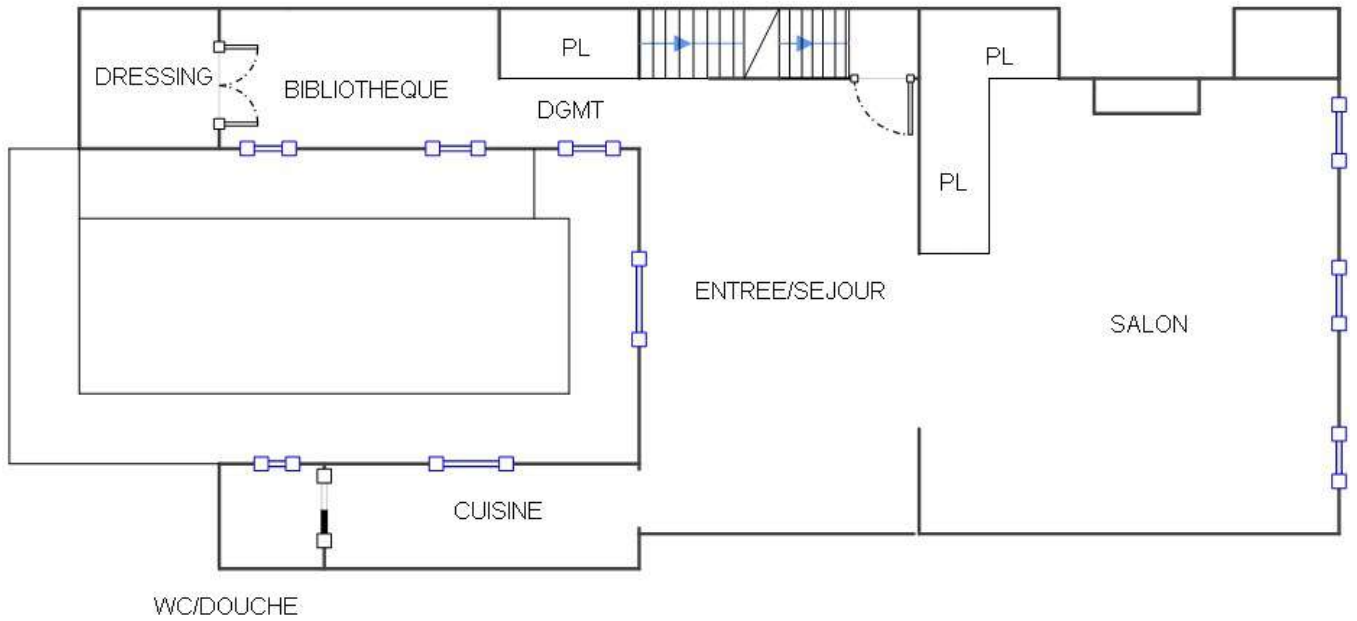 PL
PL
DRESSING
BIBLIOTHEQUE
DGMT
PL
ENTREE/SEJOUR
SALON
CUISINE
WC/DOUCHE